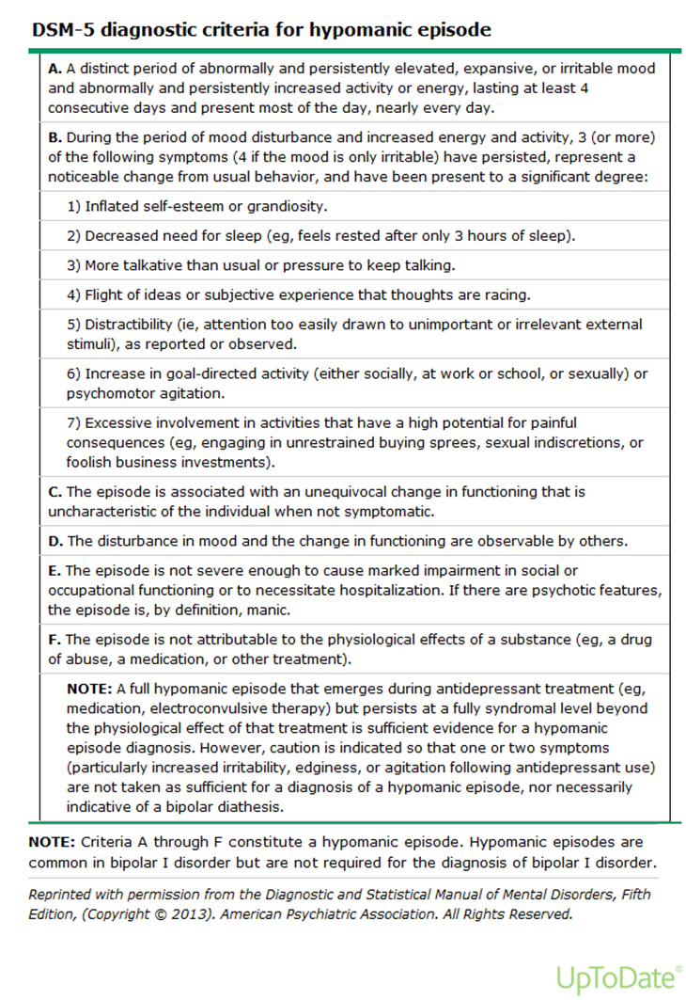 DSM-5 diagnostic criteria for hypomanic episode
A. A distinct period of abnormally and persistently elevated, expansive, or irritable mood
and abnormally and persistently increased activity or energy, lasting at least 4
consecutive days and present most of the day, nearly every day.
B. During the period of mood disturbance and increased energy and activity, 3 (or more)
of the following symptoms (4 if the mood is only irritable) have persisted, represent a
noticeable change from usual behavior, and have been present to a significant degree:
1) Inflated self-esteem or grandiosity.
2) Decreased need for sleep (eg, feels rested after only 3 hours of sleep).
3) More talkative than usual or pressure to keep talking.
4) Flight of ideas or subjective experience that thoughts are racing.
5) Distractibility (ie, attention too easily drawn to unimportant or irrelevant external
stimuli), as reported or observed.
6) Increase in goal-directed activity (either socially, at work or school, or sexually) or
psychomotor agitation.
7) Excessive involvement in activities that have a high potential for painful
consequences (eg, engaging in unrestrained buying sprees, sexual indiscretions, or
foolish business investments).
C. The episode is associated with an unequivocal change in functioning that is
uncharacteristic of the individual when not symptomatic.
D. The disturbance in mood and the change in functioning are observable by others.
E. The episode is not severe enough to cause marked impairment in social or
occupational functioning or to necessitate hospitalization. If there are psychotic features,
the episode is, by definition, manic.
F. The episode is not attributable to the physiological effects of a substance (eg, a drug
of abuse, a medication, or other treatment).
NOTE: A full hypomanic episode that emerges during antidepressant treatment (eg,
medication, electroconvulsive therapy) but persists at a fully syndromal level beyond
the physiological effect of that treatment is sufficient evidence for a hypomanic
episode diagnosis. However, caution is indicated so that one or two symptoms
(particularly increased irritability, edginess, or agitation following antidepressant use)
are not taken as sufficient for a diagnosis of a hypomanic episode, nor necessarily
indicative of a bipolar diathesis.
NOTE: Criteria A through F constitute a hypomanic episode. Hypomanic episodes are
common in bipolar I disorder but are not required for the diagnosis of bipolar I disorder.
Reprinted with permission from the Diagnostic and Statistical Manual of Mental Disorders, Fifth
Edition, (Copyright © 2013). American Psychiatric Association. All Rights Reserved.
UpToDate®